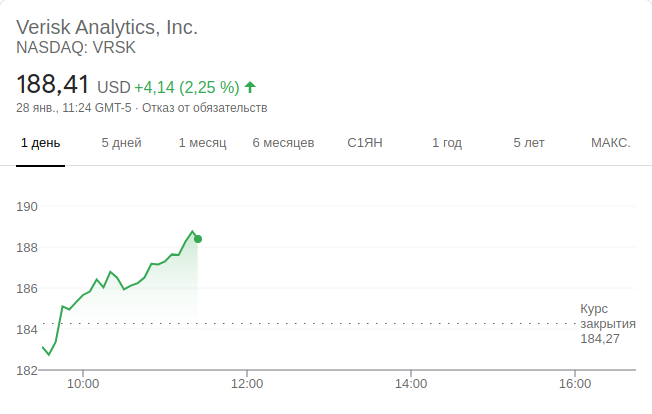 Verisk Analytics, Inc.
NASDAQ: VRSK
188,41 USD +4,14 (2,25 %)
28 янв., 11:24 GMT-5 · Отказ от обязательств
1 день 5 дней 1 месяц 6 месяцев С1ЯН 1 год 5 лет МАКС.
190
188
186
184
182
Курс
закрытия
184,27
10:00 12:00 14:00 16:00